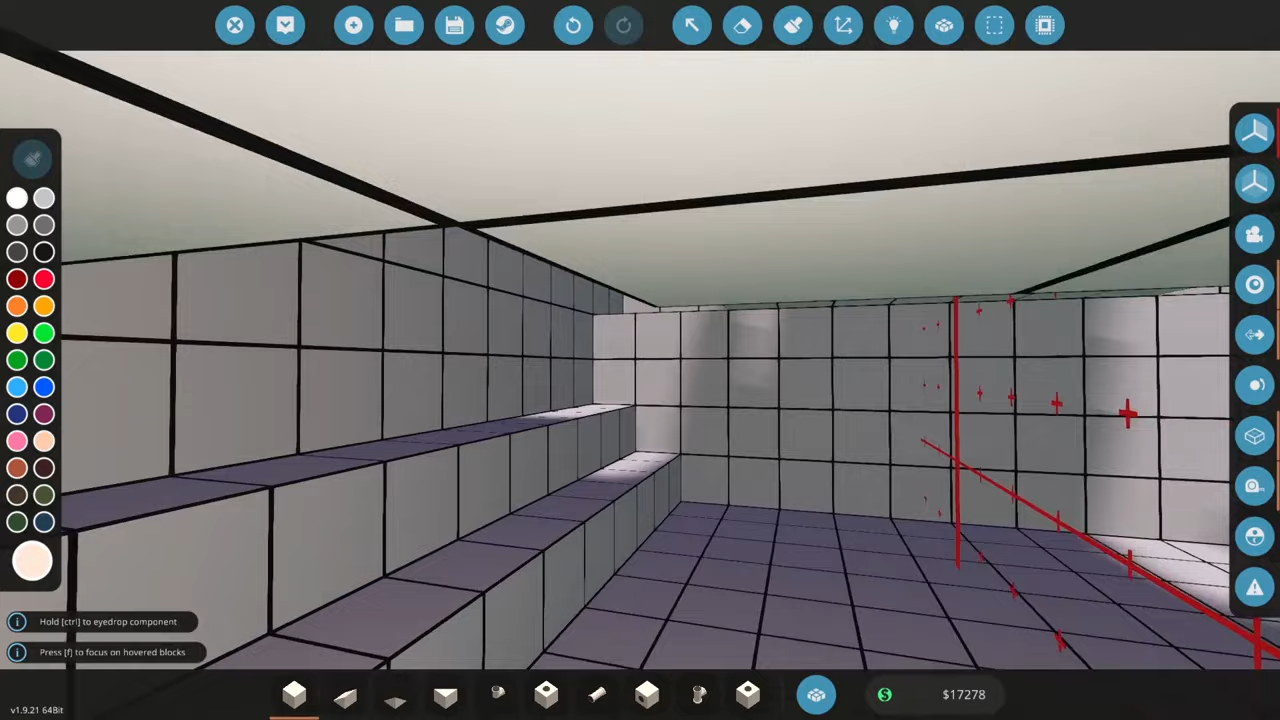 Hold [ctrl] to eyedrop component
Press [f] to focus on hovered blocks
$17278
v1.9.21 64Bit